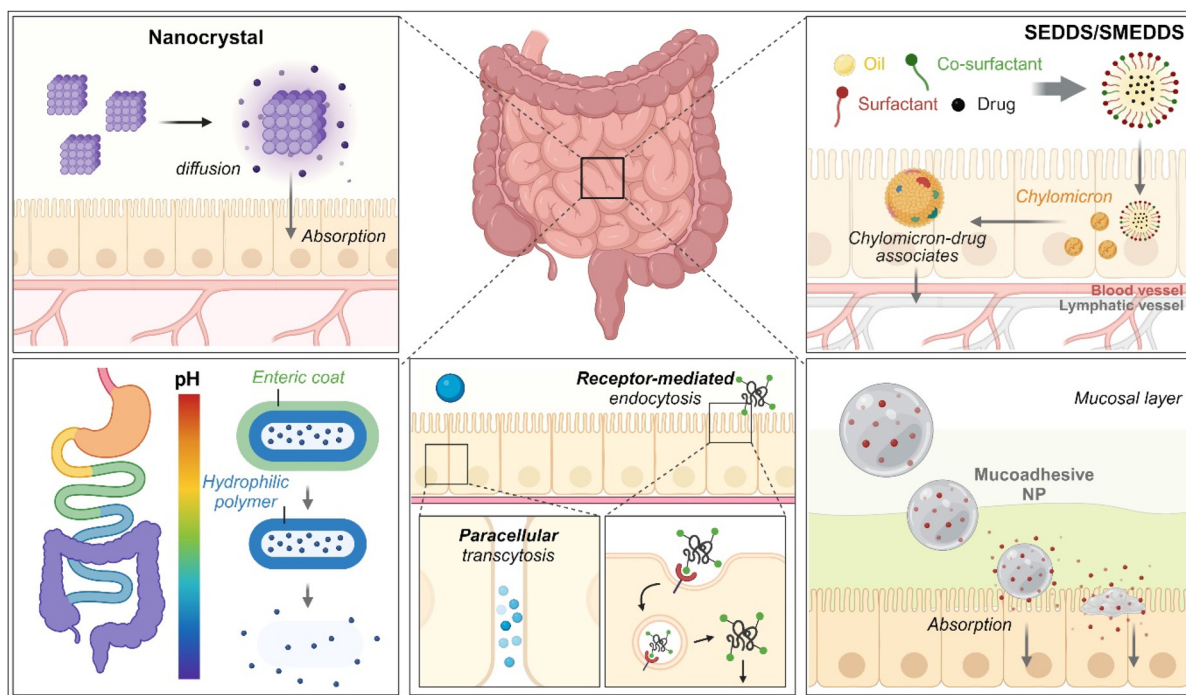 Nanocrystal
diffusion
Absorption
SEDDS/SMEDDS
Oil
Co-surfactant
Surfactant
Drug
Chylomicron
Chylomicron-drug
associates
Blood vessel
Lymphatic vessel
pH
Enteric coat
Hydrophilic
polymer
Receptor-mediated
endocytosis
Paracellular
transcytosis
Mucosal layer
Mucoadhesive
NP
Absorption